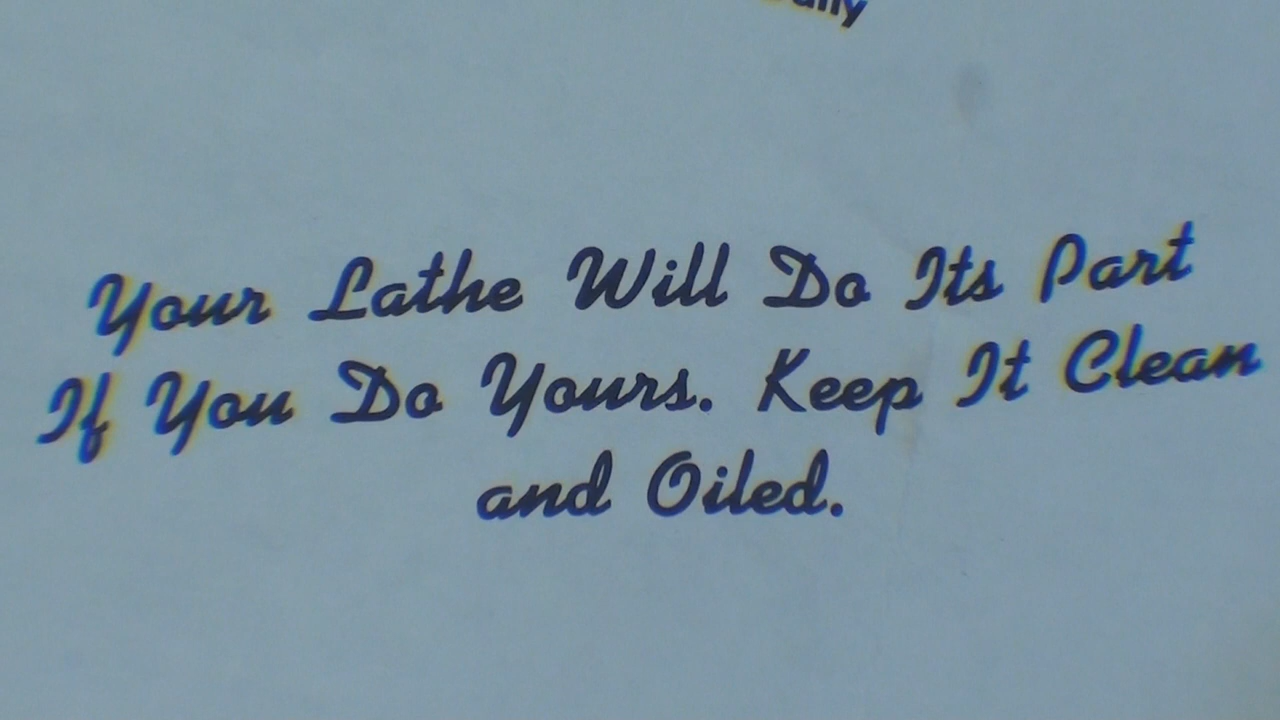 Your Lathe Will Do Its Part
If You Do Yours. Keep It Clean
and Oiled.